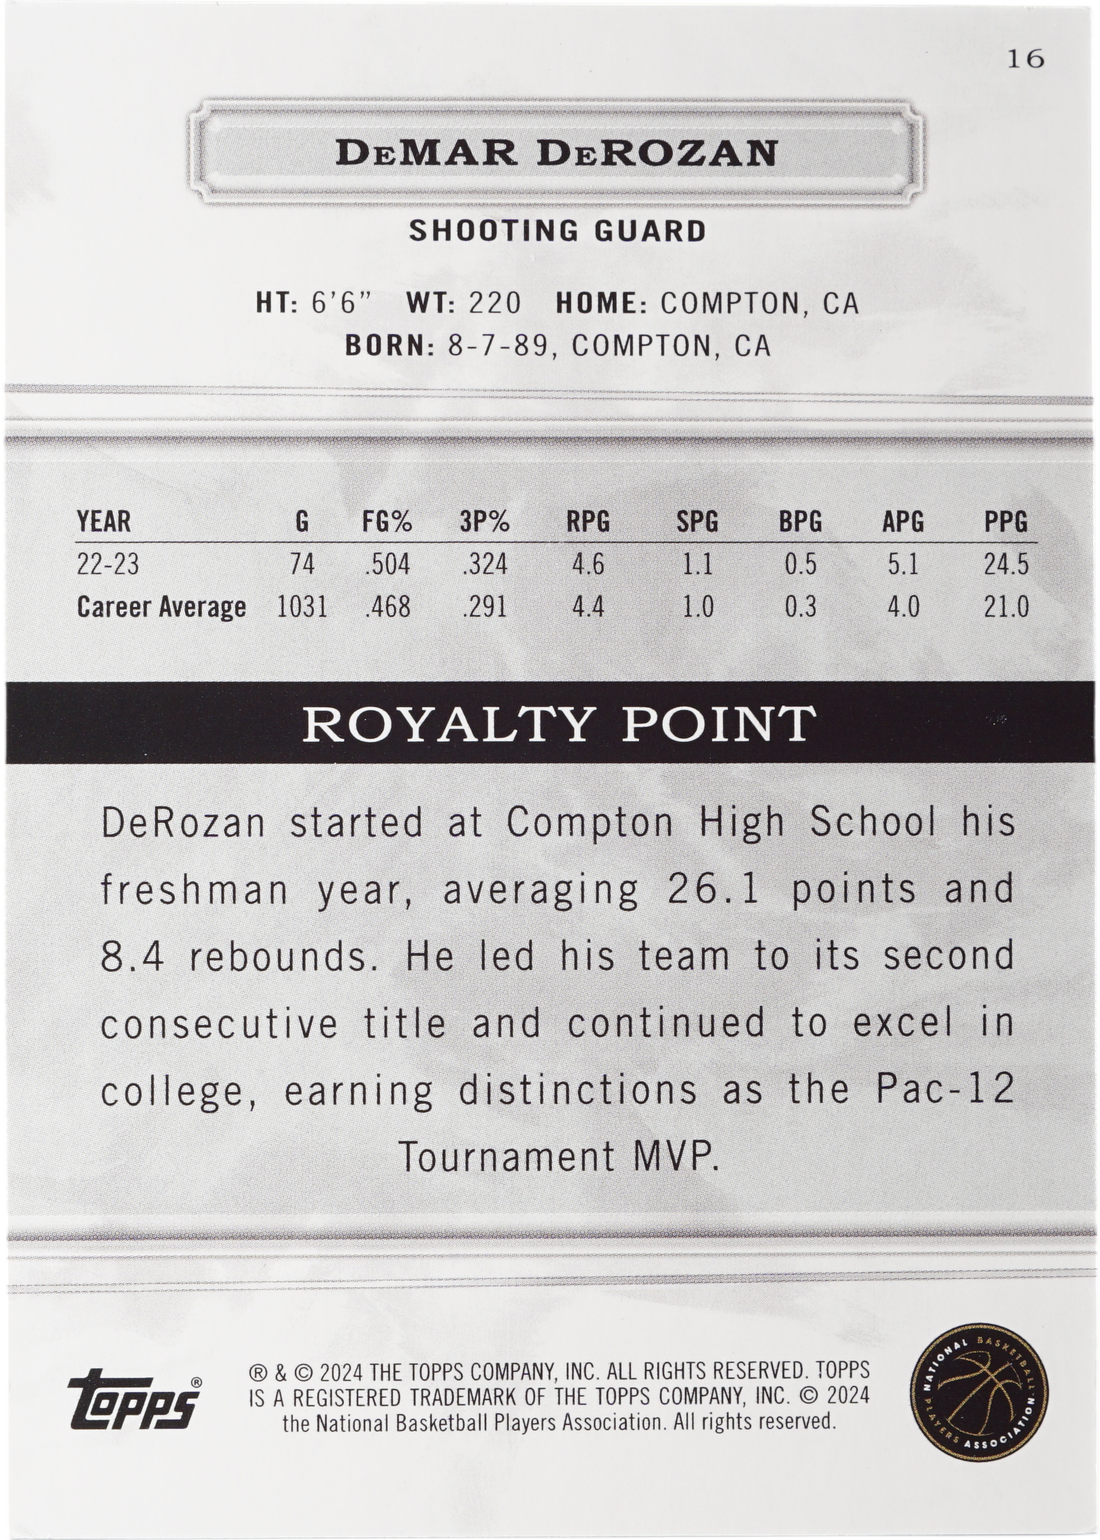 16
DeMAR DeROZAN
SHOOTING GUARD
HT: 6'6" WT: 220 HOME: COMPTON, CA
BORN: 8-7-89, COMPTON, CA
YEAR G FG% 3P% RPG SPG BPG APG PPG
22-23 74 .504 .324 4.6 1.1 0.5 5.1 24.5
Career Average 1031 .468 .291 4.4 1.0 0.3 4.0 21.0
ROYALTY POINT
DeRozan started at Compton High School his
freshman year, averaging 26.1 points and
8.4 rebounds. He led his team to its second
consecutive title and continued to excel in
college, earning distinctions as the Pac-12
Tournament MVP.
topps®
® & © 2024 THE TOPPS COMPANY, INC. ALL RIGHTS RESERVED. TOPPS
IS A REGISTERED TRADEMARK OF THE TOPPS COMPANY, INC. © 2024
the National Basketball Players Association. All rights reserved.
NATIONAL BASKETBALL
PLAYERS ASSOCIATION